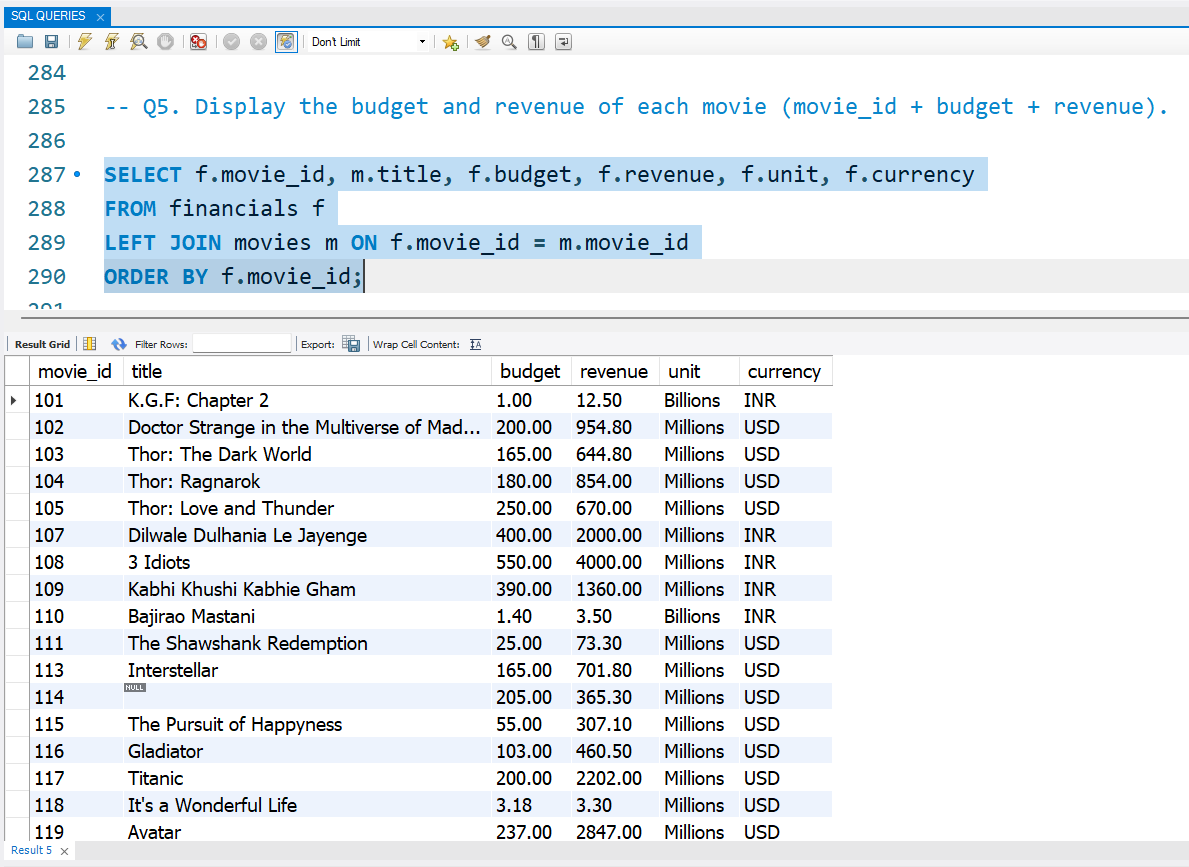 SQL QUERIES
Don't Limit
284
285 -- Q5. Display the budget and revenue of each movie (movie_id + budget + revenue).
286
287 SELECT f.movie_id, m.title, f.budget, f.revenue, f.unit, f.currency
288 FROM financials f
289 LEFT JOIN movies m ON f.movie_id = m.movie_id
290 ORDER BY f.movie_id;
291
Result Grid Filter Rows: Export: Wrap Cell Content: IA
movie_id title budget revenue unit currency
101 K.G.F: Chapter 2 1.00 12.50 Billions INR
102 Doctor Strange in the Multiverse of Mad... 200.00 954.80 Millions USD
103 Thor: The Dark World 165.00 644.80 Millions USD
104 Thor: Ragnarok 180.00 854.00 Millions USD
105 Thor: Love and Thunder 250.00 670.00 Millions USD
107 Dilwale Dulhania Le Jayenge 400.00 2000.00 Millions INR
108 3 Idiots 550.00 4000.00 Millions INR
109 Kabhi Khushi Kabhie Gham 390.00 1360.00 Millions INR
110 Bajirao Mastani 1.40 3.50 Billions INR
111 The Shawshank Redemption 25.00 73.30 Millions USD
113 Interstellar 165.00 701.80 Millions USD
114 NULL 205.00 365.30 Millions USD
115 The Pursuit of Happyness 55.00 307.10 Millions USD
116 Gladiator 103.00 460.50 Millions USD
117 Titanic 200.00 2202.00 Millions USD
118 It's a Wonderful Life 3.18 3.30 Millions USD
119 Avatar 237.00 2847.00 Millions USD
Result 5